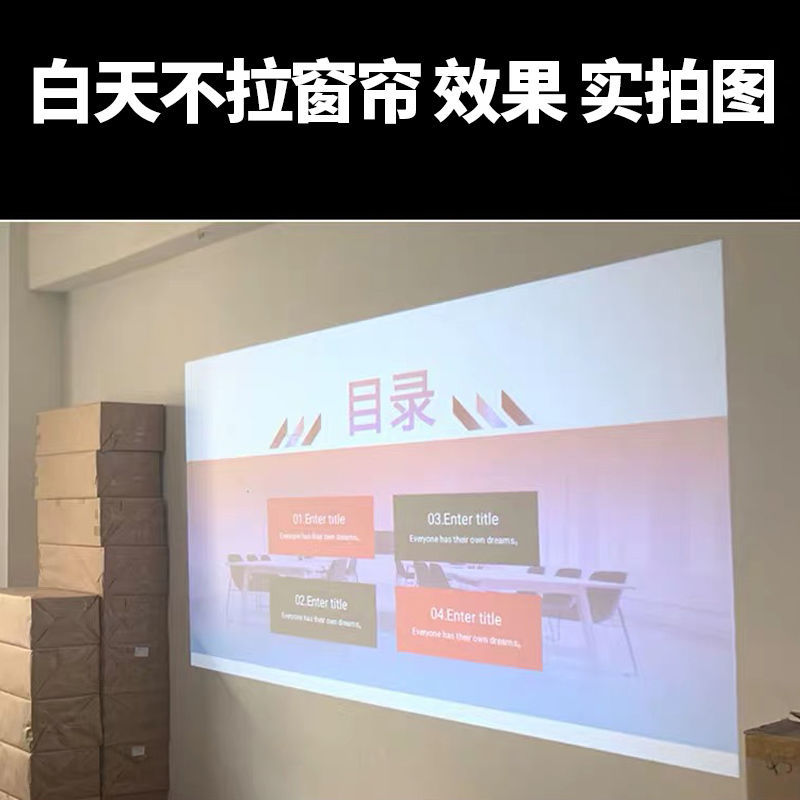 白天不拉窗帘 效果 实拍图
目录
01.Enter title
Everyone has their own dreams。
03.Enter title
Everyone has their own dreams。
02.Enter title
Everyone has their own dreams。
04.Enter title
Everyone has their own dreams。